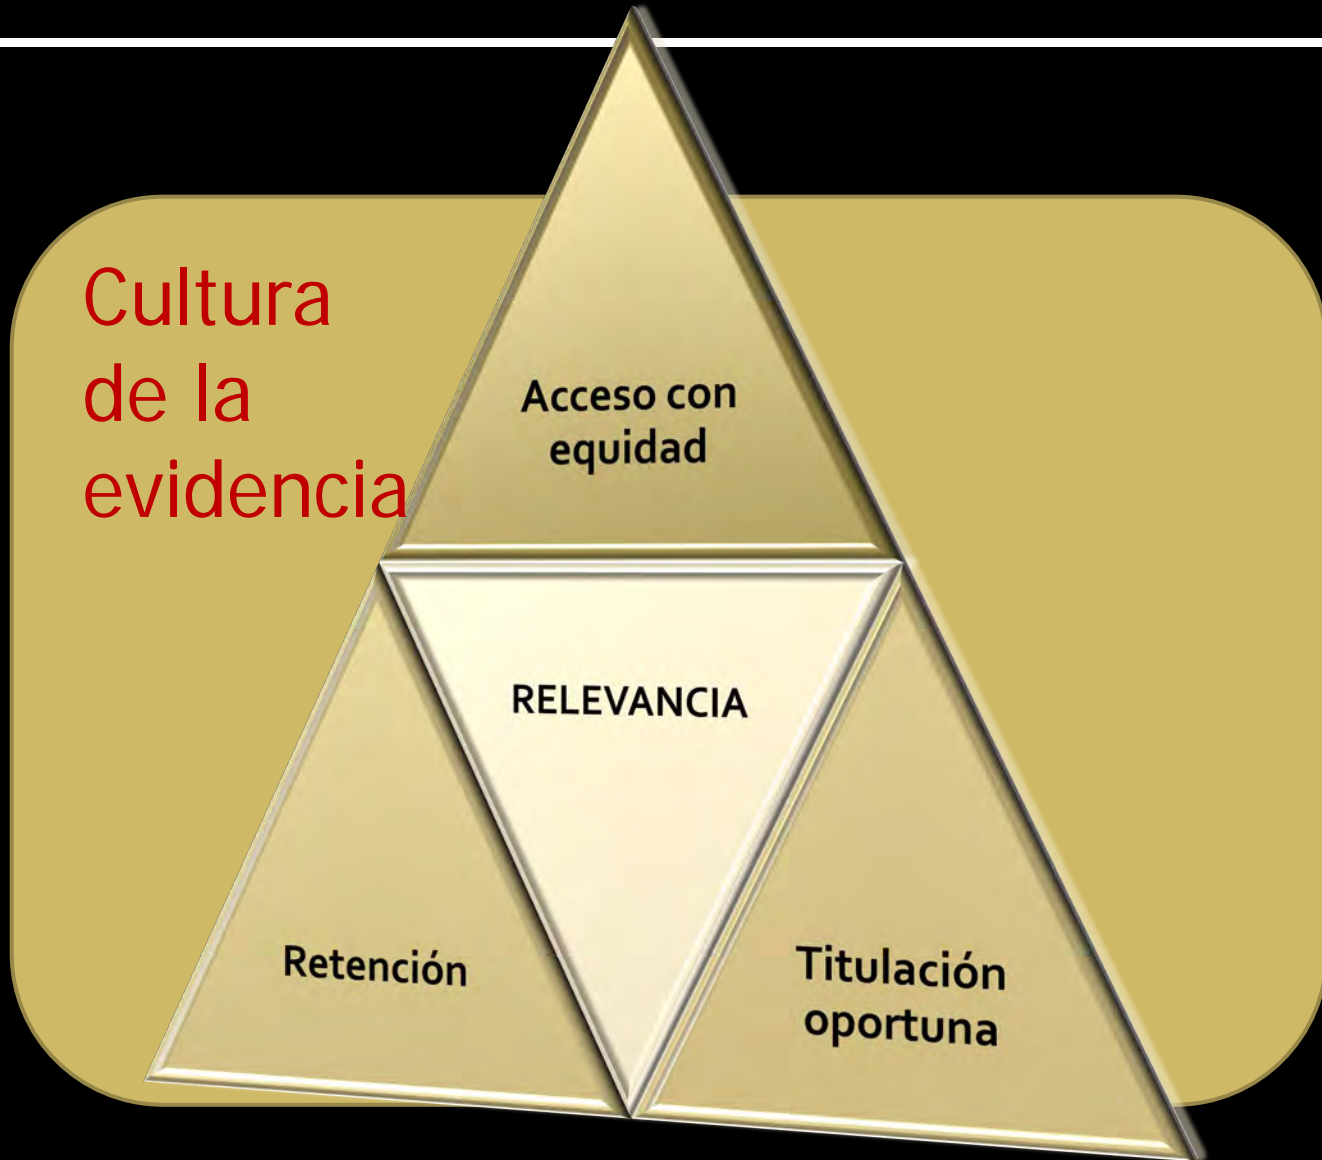 Cultura
de la
evidencia
Acceso con
equidad
RELEVANCIA
Retención
Titulación
oportuna